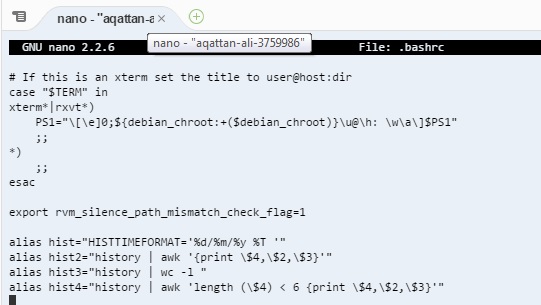 nano - "aqattan-a ×
nano - "aqattan-ali-3759986"
GNU nano 2.2.6 File: .bashrc
# If this is an xterm set the title to user@host:dir
case "$TERM" in
xterm*|rxvt*)
    PS1="\[\e]0;${debian_chroot:+($debian_chroot)}\u@\h: \w\a\]$PS1"
    ;;
*)
    ;;
esac
export rvm_silence_path_mismatch_check_flag=1
alias hist="HISTTIMEFORMAT='%d/%m/%y %T '"
alias hist2="history | awk '{print \$4,\$2,\$3}'"
alias hist3="history | wc -l "
alias hist4="history | awk 'length (\$4) < 6 {print \$4,\$2,\$3}'"